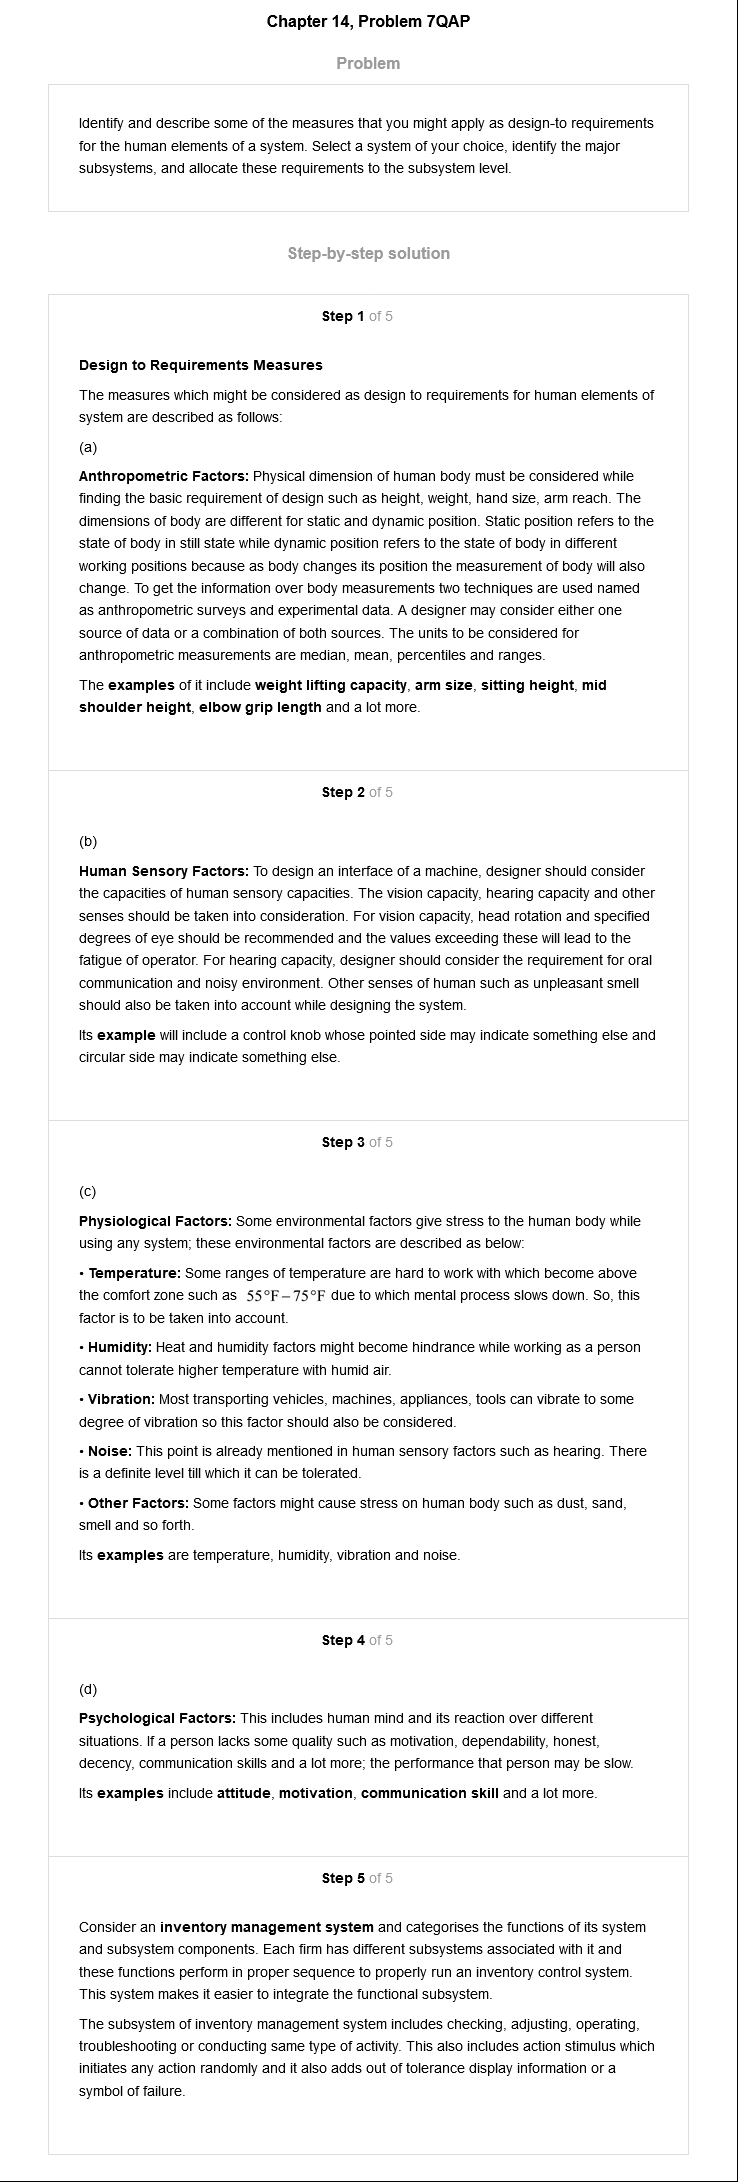 Chapter 14, Problem 7QAP
Problem
Identify and describe some of the measures that you might apply as design-to requirements
for the human elements of a system. Select a system of your choice, identify the major
subsystems, and allocate these requirements to the subsystem level.
Step-by-step solution
Step 1 of 5
Design to Requirements Measures
The measures which might be considered as design to requirements for human elements of
system are described as follows:
(a)
Anthropometric Factors: Physical dimension of human body must be considered while
finding the basic requirement of design such as height, weight, hand size, arm reach. The
dimensions of body are different for static and dynamic position. Static position refers to the
state of body in still state while dynamic position refers to the state of body in different
working positions because as body changes its position the measurement of body will also
change. To get the information over body measurements two techniques are used named
as anthropometric surveys and experimental data. A designer may consider either one
source of data or a combination of both sources. The units to be considered for
anthropometric measurements are median, mean, percentiles and ranges.
The examples of it include weight lifting capacity, arm size, sitting height, mid
shoulder height, elbow grip length and a lot more.
Step 2 of 5
(b)
Human Sensory Factors: To design an interface of a machine, designer should consider
the capacities of human sensory capacities. The vision capacity, hearing capacity and other
senses should be taken into consideration. For vision capacity, head rotation and specified
degrees of eye should be recommended and the values exceeding these will lead to the
fatigue of operator. For hearing capacity, designer should consider the requirement for oral
communication and noisy environment. Other senses of human such as unpleasant smell
should also be taken into account while designing the system.
Its example will include a control knob whose pointed side may indicate something else and
circular side may indicate something else.
Step 3 of 5
(c)
Physiological Factors: Some environmental factors give stress to the human body while
using any system; these environmental factors are described as below:
• Temperature: Some ranges of temperature are hard to work with which become above
the comfort zone such as 55°F – 75°F due to which mental process slows down. So, this
factor is to be taken into account.
• Humidity: Heat and humidity factors might become hindrance while working as a person
cannot tolerate higher temperature with humid air.
• Vibration: Most transporting vehicles, machines, appliances, tools can vibrate to some
degree of vibration so this factor should also be considered.
• Noise: This point is already mentioned in human sensory factors such as hearing. There
is a definite level till which it can be tolerated.
• Other Factors: Some factors might cause stress on human body such as dust, sand,
smell and so forth.
Its examples are temperature, humidity, vibration and noise.
Step 4 of 5
(d)
Psychological Factors: This includes human mind and its reaction over different
situations. If a person lacks some quality such as motivation, dependability, honest,
decency, communication skills and a lot more; the performance that person may be slow.
Its examples include attitude, motivation, communication skill and a lot more.
Step 5 of 5
Consider an inventory management system and categorises the functions of its system
and subsystem components. Each firm has different subsystems associated with it and
these functions perform in proper sequence to properly run an inventory control system.
This system makes it easier to integrate the functional subsystem.
The subsystem of inventory management system includes checking, adjusting, operating,
troubleshooting or conducting same type of activity. This also includes action stimulus which
initiates any action randomly and it also adds out of tolerance display information or a
symbol of failure.